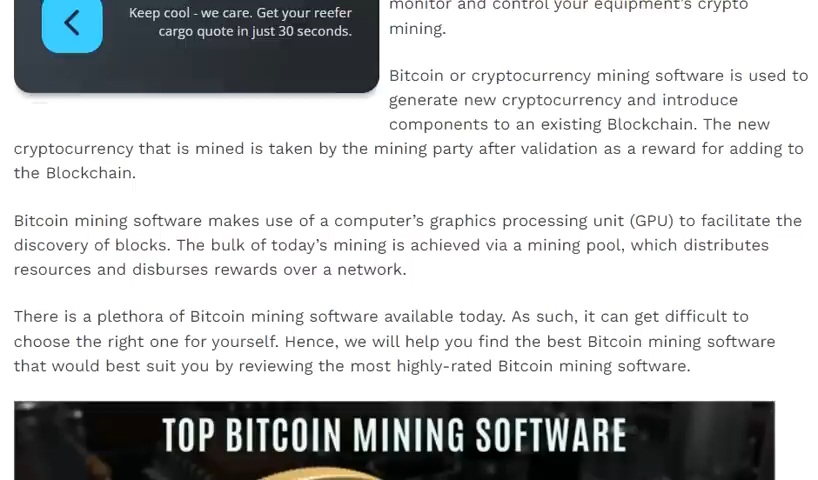 Keep cool - we care. Get your reefer
cargo quote in just 30 seconds.
monitor and control your equipment's crypto
mining.
Bitcoin or cryptocurrency mining software is used to
generate new cryptocurrency and introduce
components to an existing Blockchain. The new
cryptocurrency that is mined is taken by the mining party after validation as a reward for adding to
the Blockchain.
Bitcoin mining software makes use of a computer’s graphics processing unit (GPU) to facilitate the
discovery of blocks. The bulk of today’s mining is achieved via a mining pool, which distributes
resources and disburses rewards over a network.
There is a plethora of Bitcoin mining software available today. As such, it can get difficult to
choose the right one for yourself. Hence, we will help you find the best Bitcoin mining software
that would best suit you by reviewing the most highly-rated Bitcoin mining software.
TOP BITCOIN MINING SOFTWARE